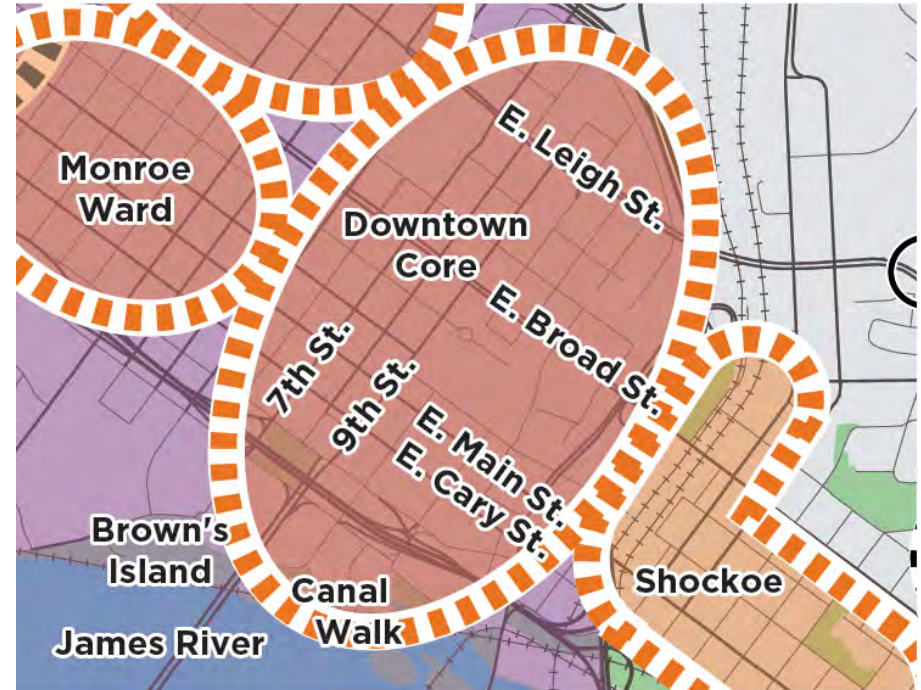 E. Leigh St.
Monroe
Ward
Downtown
Core
E. Broad St.
7th St.
9th St.
E. Main St.
E. Cary St.
Brown's
Island
Canal
Walk
Shockoe
James River